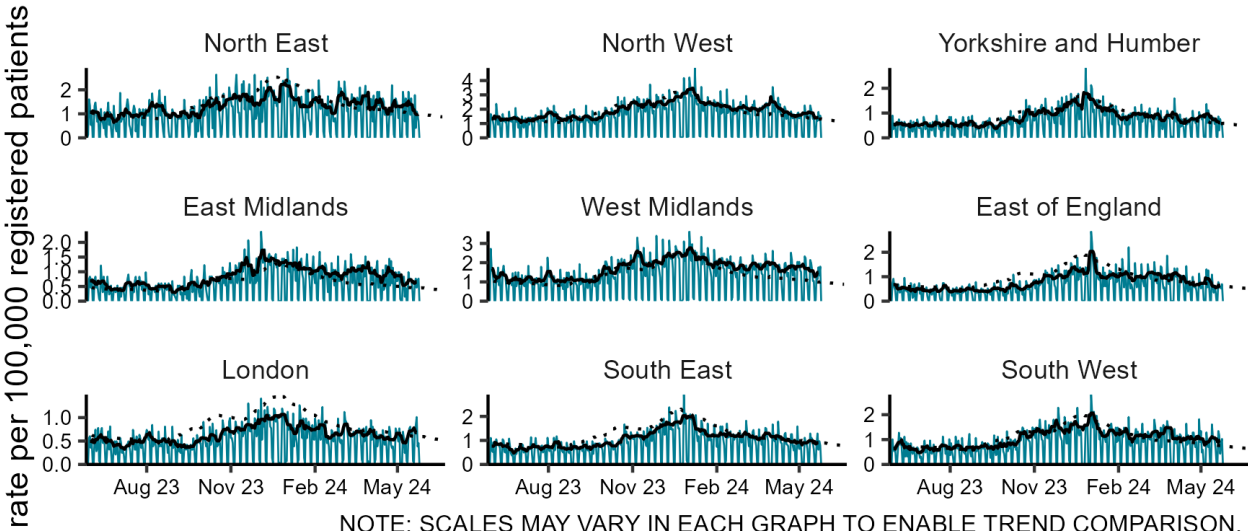 rate per 100,000 registered patients
North East
North West
Yorkshire and Humber
2
1
0
4
3
2
1
0
2
1
0
East Midlands
West Midlands
East of England
2.0
1.5
1.0
0.5
0.0
3
2
1
0
2
1
0
London
South East
South West
1.0
0.5
0.0
2
1
0
2
1
0
Aug 23 Nov 23 Feb 24 May 24
Aug 23 Nov 23 Feb 24 May 24
Aug 23 Nov 23 Feb 24 May 24
NOTE: SCALES MAY VARY IN EACH GRAPH TO ENABLE TREND COMPARISON.